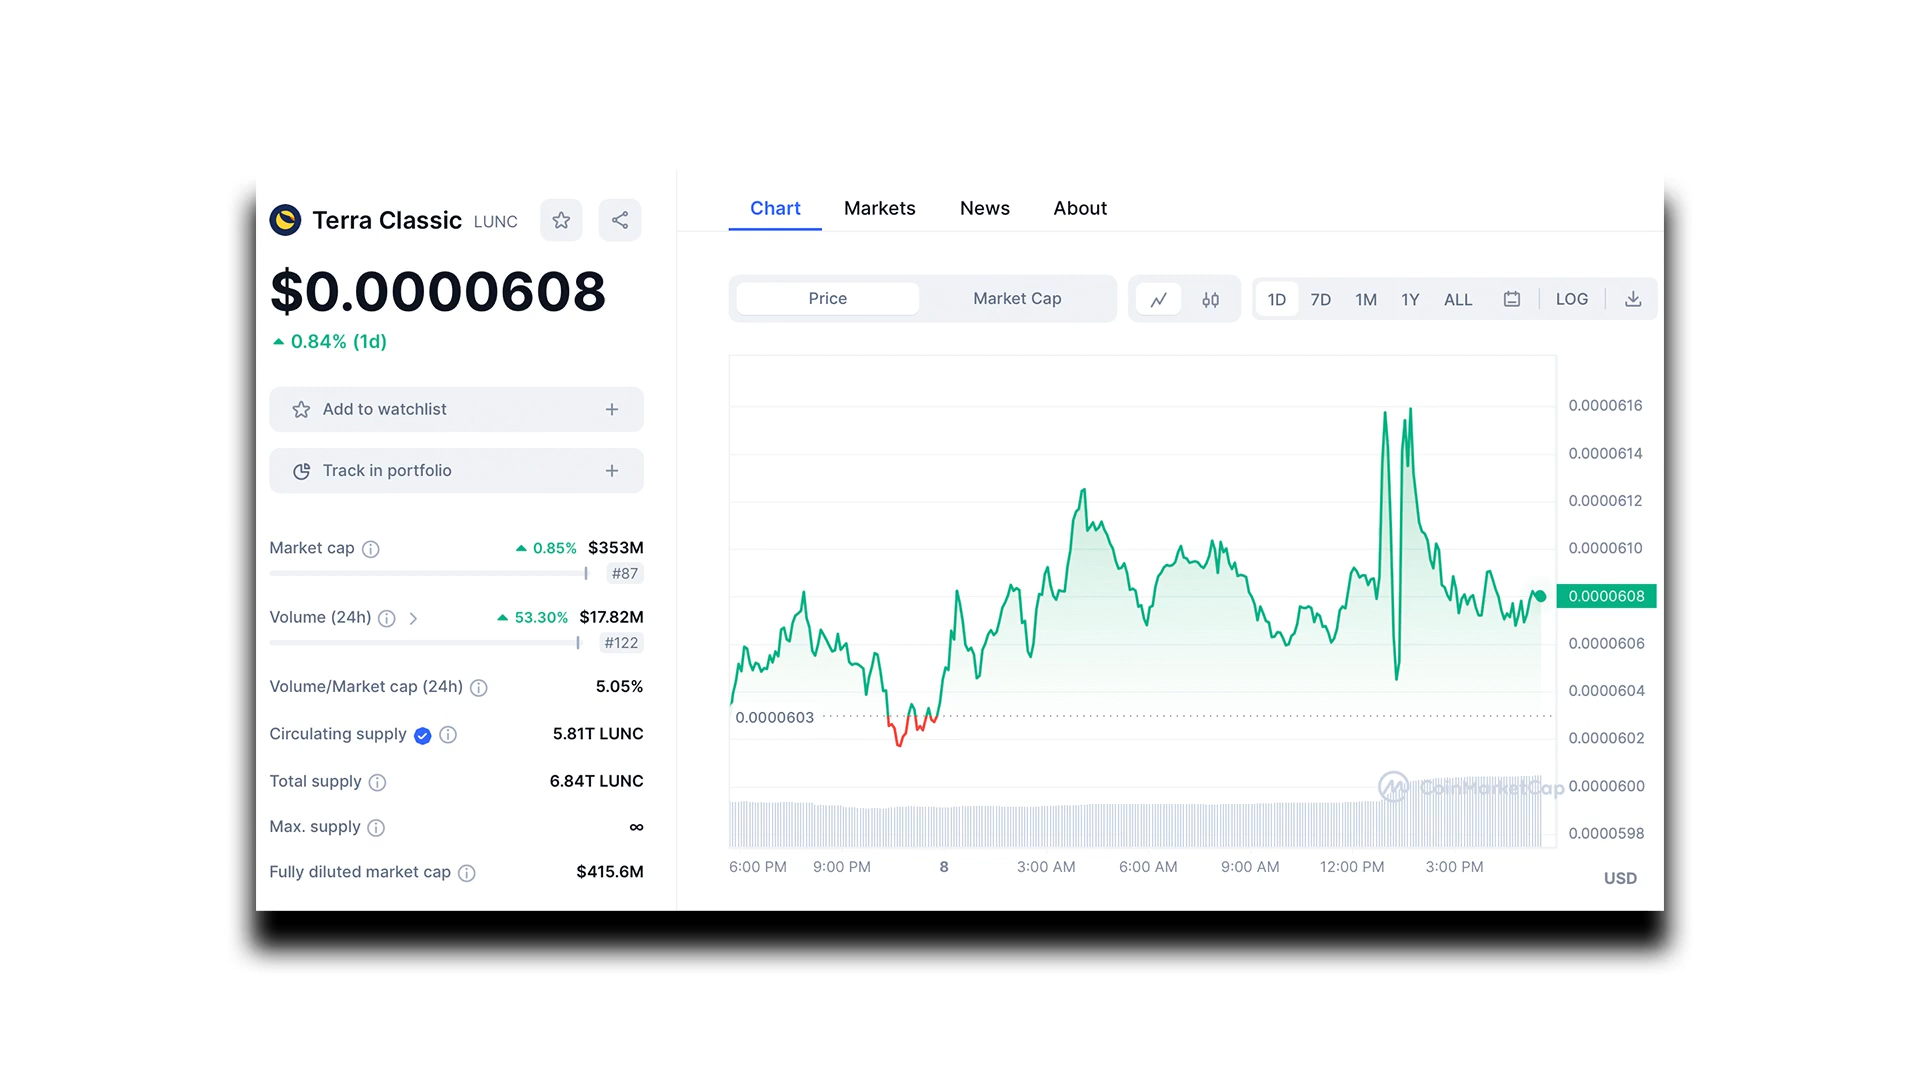 Terra Classic LUNC
$0.0000608
0.84% (1d)
Add to watchlist
Track in portfolio
Market cap 0.85% $353M
#87
Volume (24h) 53.30% $17.82M
#122
Volume/Market cap (24h) 5.05%
Circulating supply 5.81T LUNC
Total supply 6.84T LUNC
Max. supply ∞
Fully diluted market cap $415.6M
Chart Markets News About
Price Market Cap 1D 7D 1M 1Y ALL LOG
0.0000616
0.0000614
0.0000612
0.0000610
0.0000608
0.0000606
0.0000604
0.0000603
0.0000602
CoinMarketCap 0.0000600
0.0000598
6:00 PM 9:00 PM 8 3:00 AM 6:00 AM 9:00 AM 12:00 PM 3:00 PM
USD